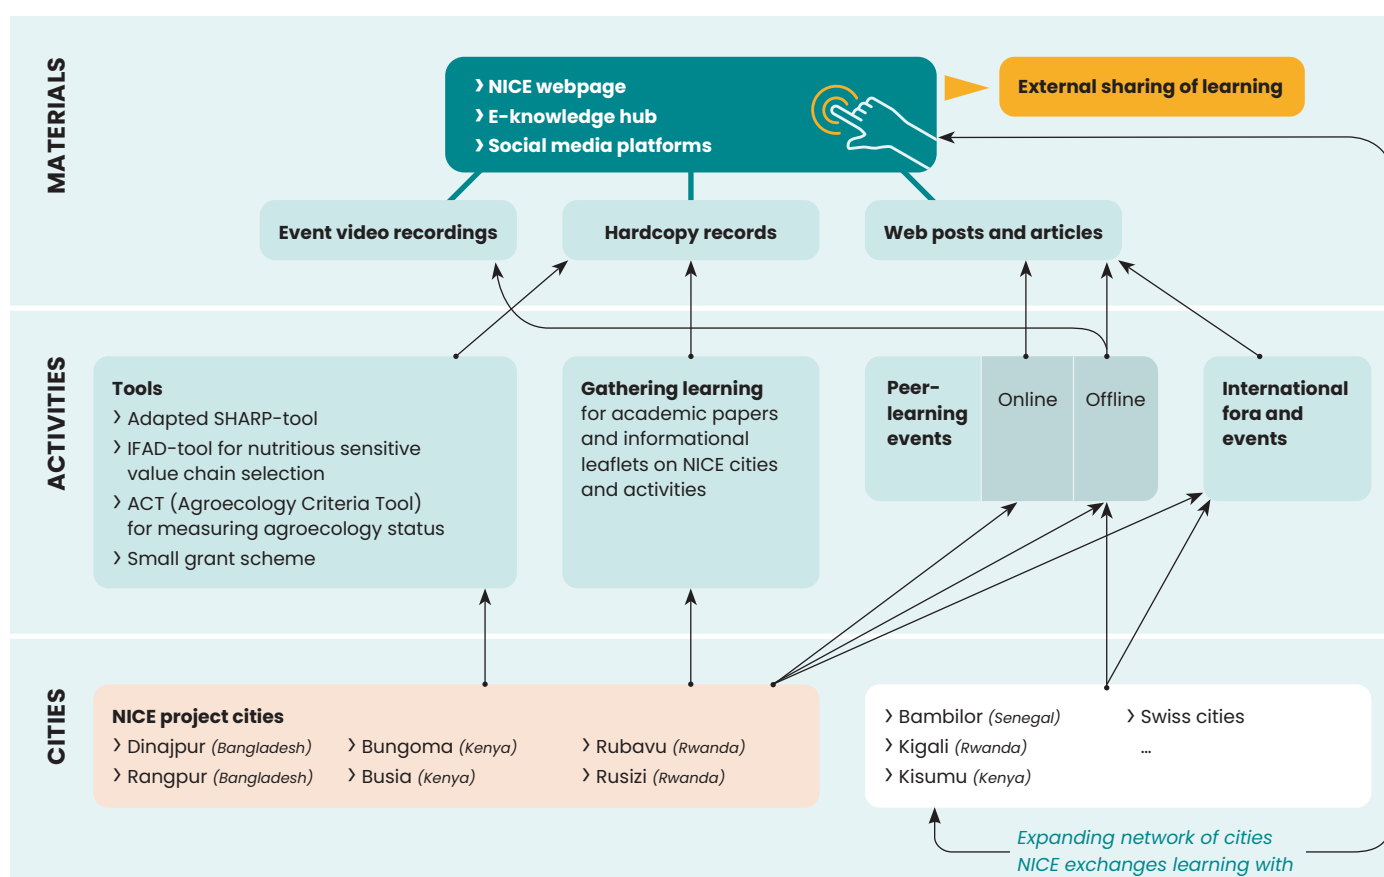 MATERIALS
› NICE webpage
› E-knowledge hub
› Social media platforms
External sharing of learning
Event video recordings
Hardcopy records
Web posts and articles
ACTIVITIES
Tools
› Adapted SHARP-tool
› IFAD-tool for nutritious sensitive
value chain selection
› ACT (Agroecology Criteria Tool)
for measuring agroecology status
› Small grant scheme
Gathering learning
for academic papers
and informational
leaflets on NICE cities
and activities
Peer-
learning
events
Online
Offline
International
fora and
events
CITIES
NICE project cities
› Dinajpur (Bangladesh)
› Rangpur (Bangladesh)
› Bungoma (Kenya)
› Busia (Kenya)
› Rubavu (Rwanda)
› Rusizi (Rwanda)
› Bambilor (Senegal)
› Kigali (Rwanda)
› Kisumu (Kenya)
› Swiss cities
...
Expanding network of cities
NICE exchanges learning with